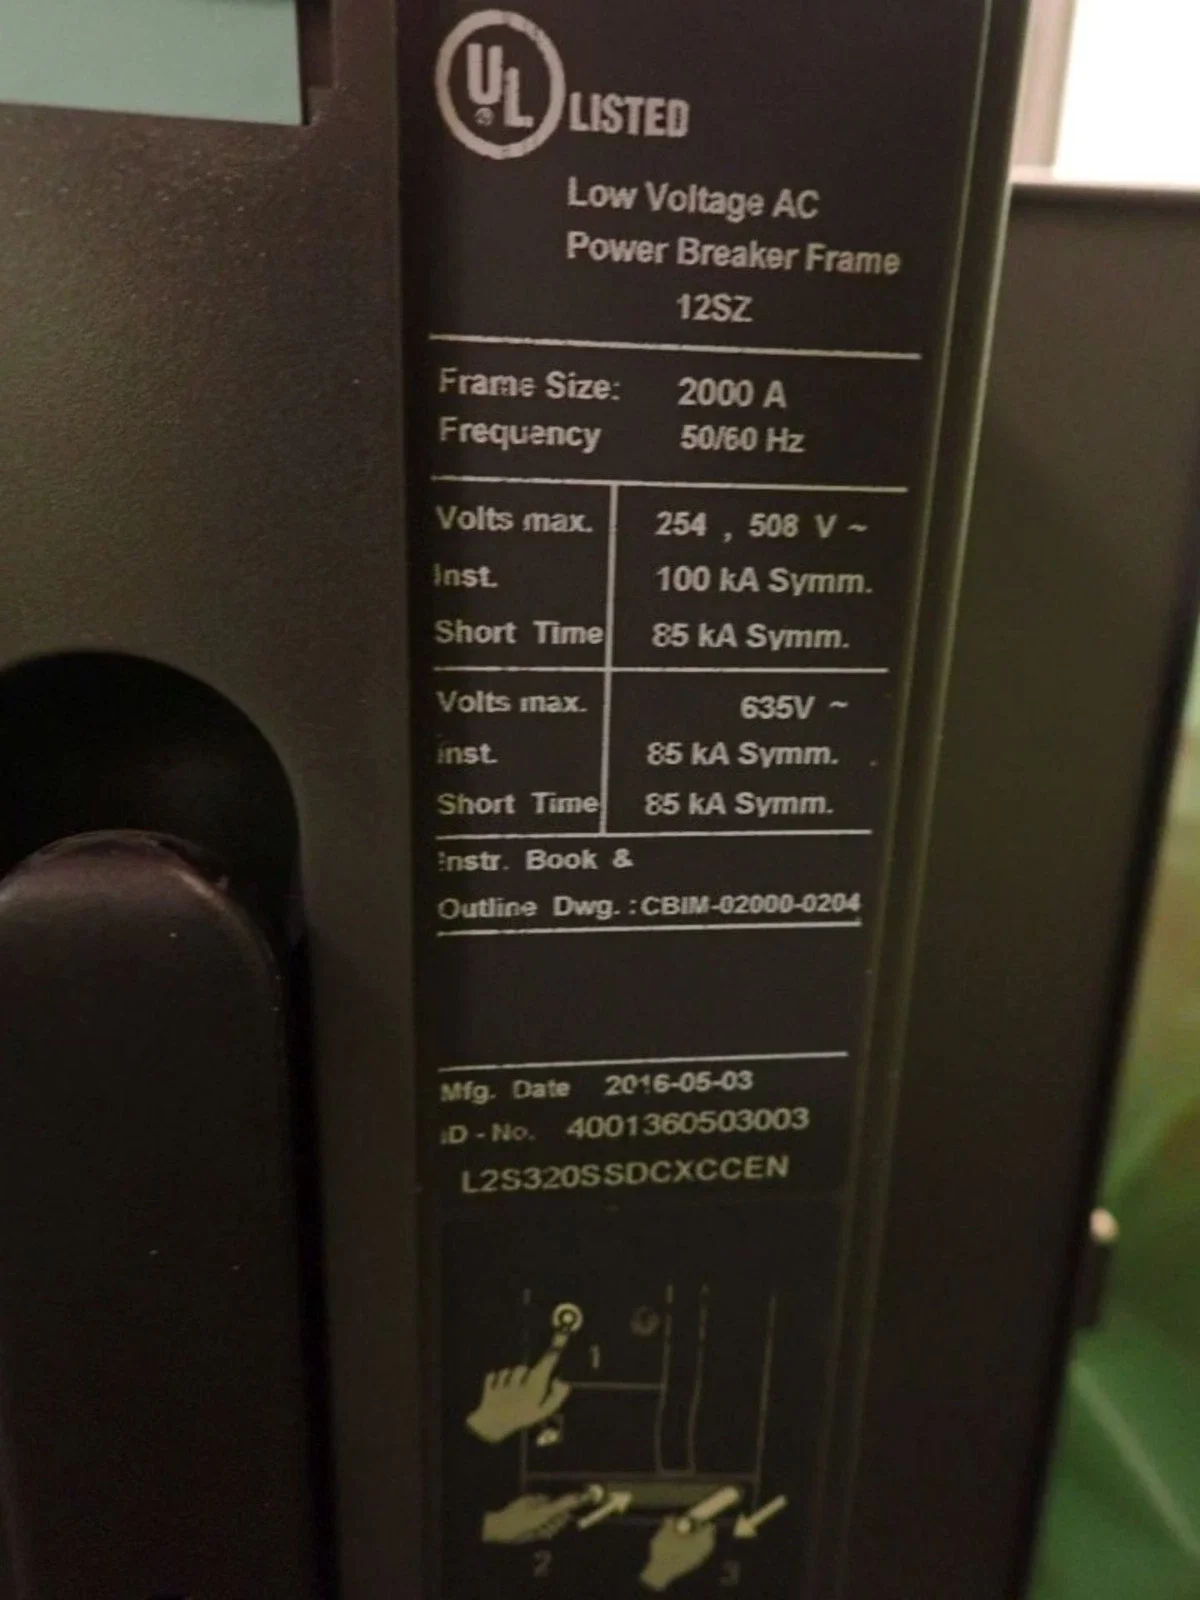 UL
LISTED
Low Voltage AC
Power Breaker Frame
12SZ
Frame Size: 2000 A
Frequency 50/60 Hz
Volts max. 254 , 508 V ~
Inst. 100 kA Symm.
Short Time 85 kA Symm.
Volts max. 635V ~
Inst. 85 kA Symm.
Short Time 85 kA Symm.
Instr. Book &
Outline Dwg. : CBIM-02000-0204
Mfg. Date 2016-05-03
ID - No. 4001360503003
L2S320SSDCXCCEN
1
2
3